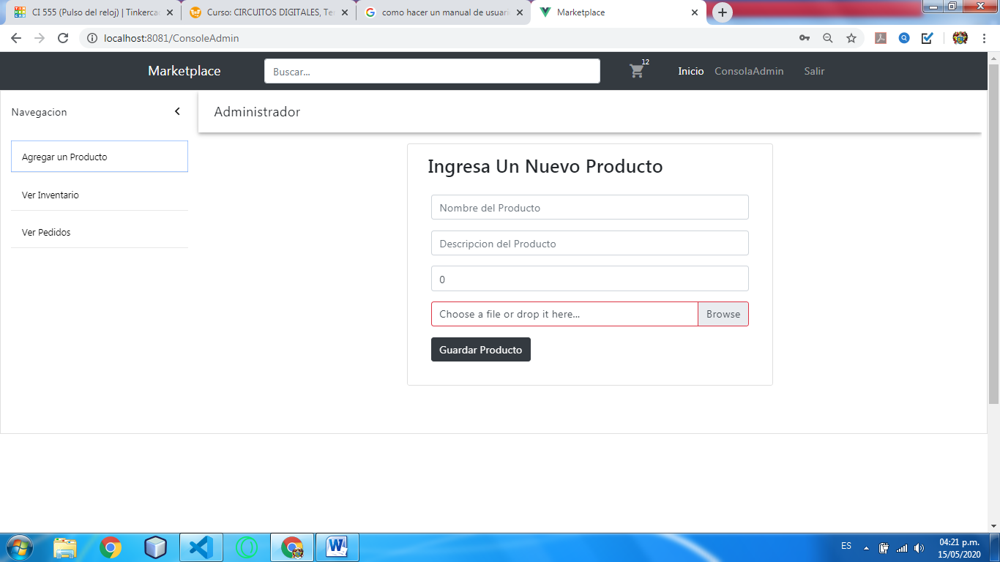 CI 555 (Pulso del reloj) | Tinkerca
Curso: CIRCUITOS DIGITALES, Te
como hacer un manual de usuari
Marketplace
localhost:8081/ConsoleAdmin
Marketplace
Buscar...
12
Inicio
ConsolaAdmin
Salir
Navegacion
Administrador
Agregar un Producto
Ver Inventario
Ver Pedidos
Ingresa Un Nuevo Producto
Nombre del Producto
Descripcion del Producto
0
Choose a file or drop it here...
Browse
Guardar Producto
ES
04:21 p.m.
15/05/2020